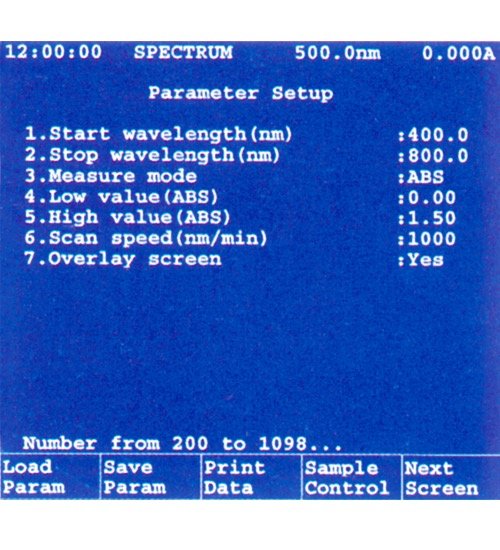 12:00:00 SPECTRUM 500.0nm 0.000A
Parameter Setup
1.Start wavelength(nm) :400.0
2.Stop wavelength(nm) :800.0
3.Measure mode :ABS
4.Low value(ABS) :0.00
5.High value(ABS) :1.50
6.Scan speed(nm/min) :1000
7.Overlay screen :Yes
Number from 200 to 1098...
Load Save Print Sample Next
Param Param Data Control Screen